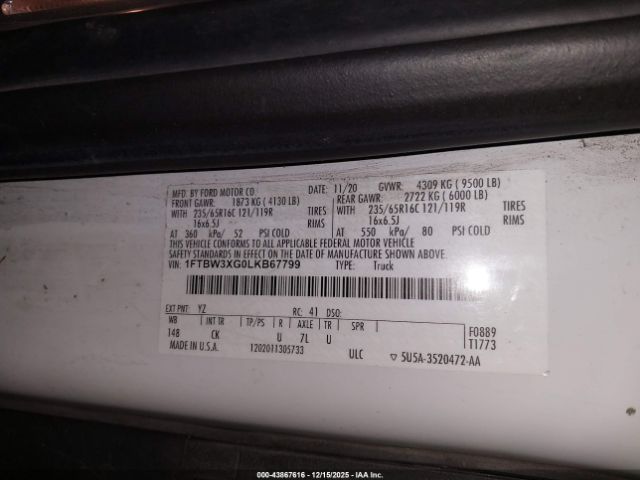 MFD. BY FORD MOTOR CO. DATE: 11/20 GVWR: 4309 KG ( 9500 LB)
FRONT GAWR: 1873 KG ( 4130 LB) REAR GAWR: 2722 KG ( 6000 LB)
WITH 235/65R16C 121/119R TIRES WITH 235/65R16C 121/119R TIRES
16x6.5J RIMS 16x6.5J RIMS
AT 360 kPa/ 52 PSI COLD AT 550 kPa/ 80 PSI COLD
THIS VEHICLE CONFORMS TO ALL APPLICABLE FEDERAL MOTOR VEHICLE
SAFETY STANDARDS IN EFFECT ON THE DATE OF MANUFACTURE SHOWN ABOVE.
VIN: 1FTBW3XG0LKB67799 TYPE: Truck
EXT PNT: YZ RC: 41 DSO:
WB INT TR TP/PS R AXLE TR SPR F0889
148 CK U 7L U T1773
MADE IN U.S.A. 1202011305733 ULC ▽ 5U5A-3520472-AA
000-43867616 - 12/15/2025 - IAA Inc.